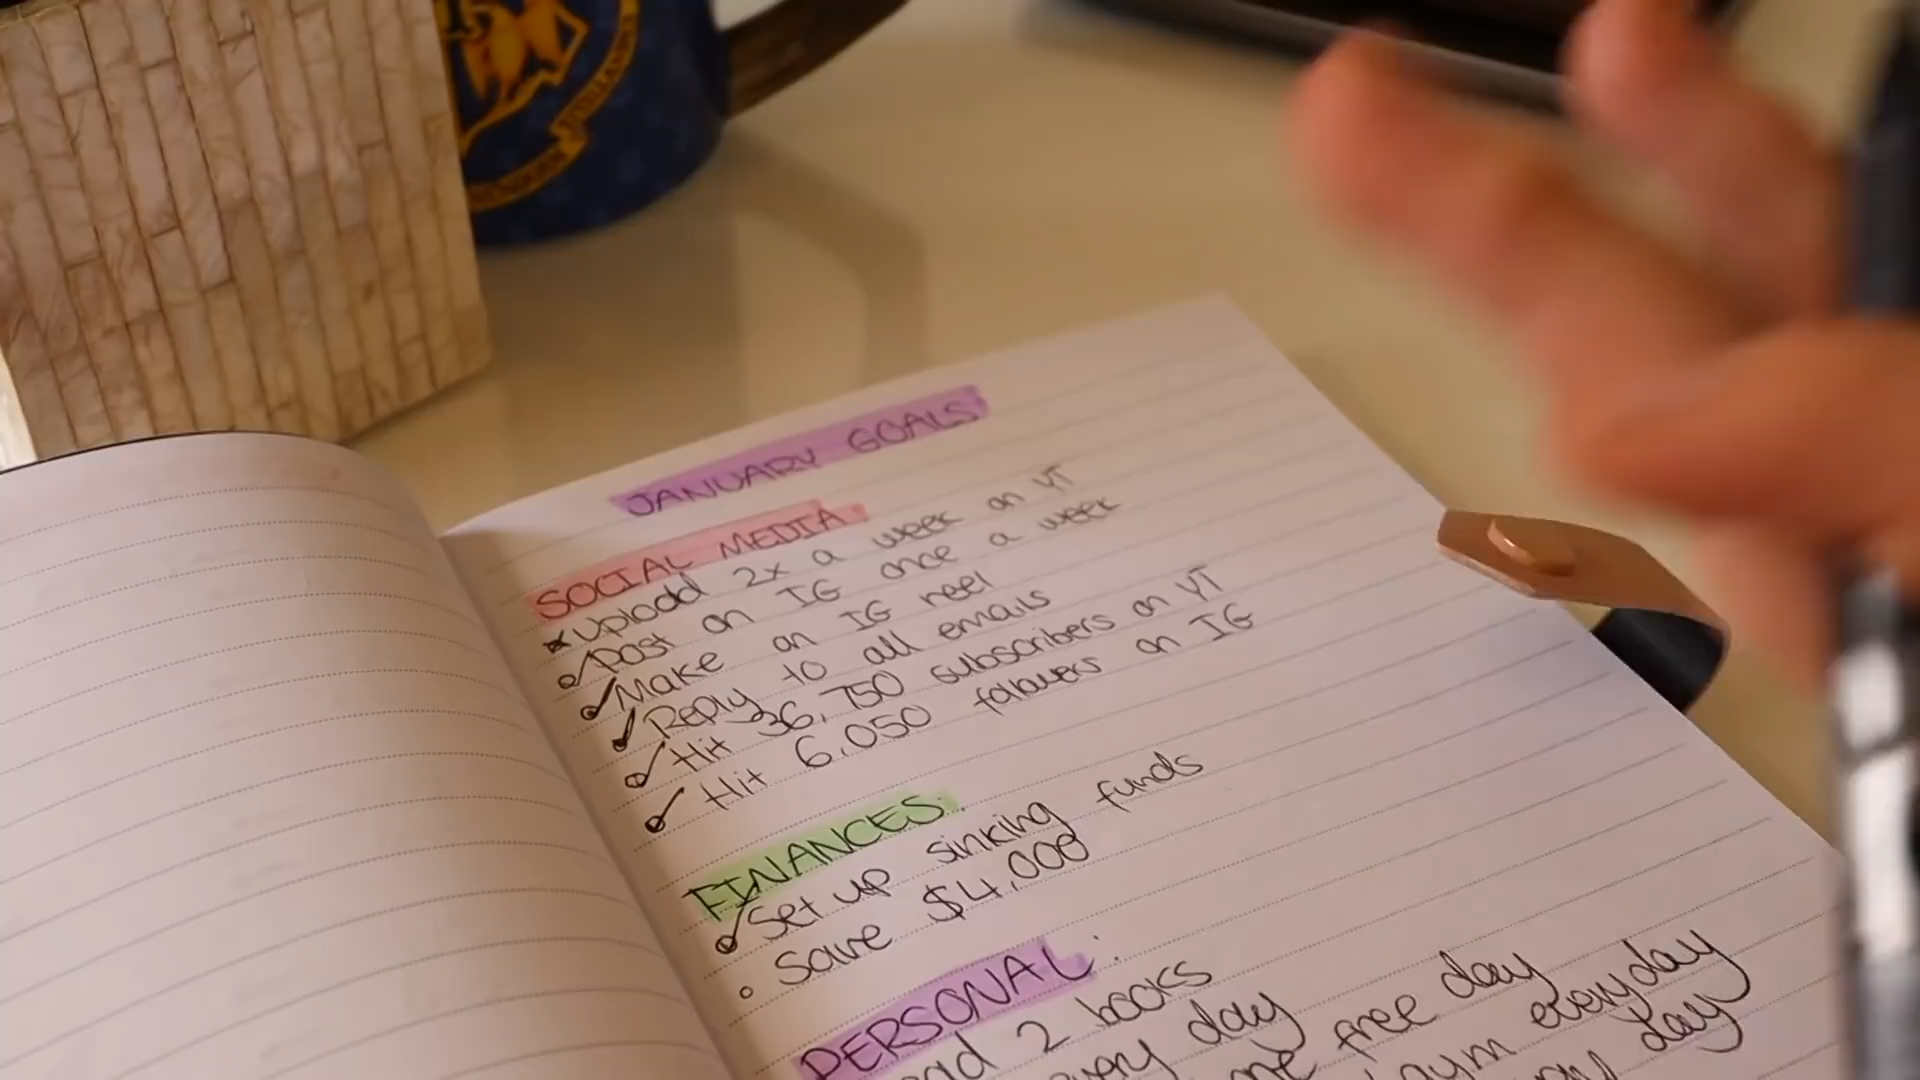 JANUARY GOALS:
SOCIAL MEDIA:
Upload 2x a week on YT
Post on IG once a week
Make an IG reel
Reply to all emails
Hit 36,750 subscribers on YT
Hit 6,050 followers on IG
FINANCES:
Set up sinking funds
Save $4,000
PERSONAL:
2 books
day free day
gym everyday
day